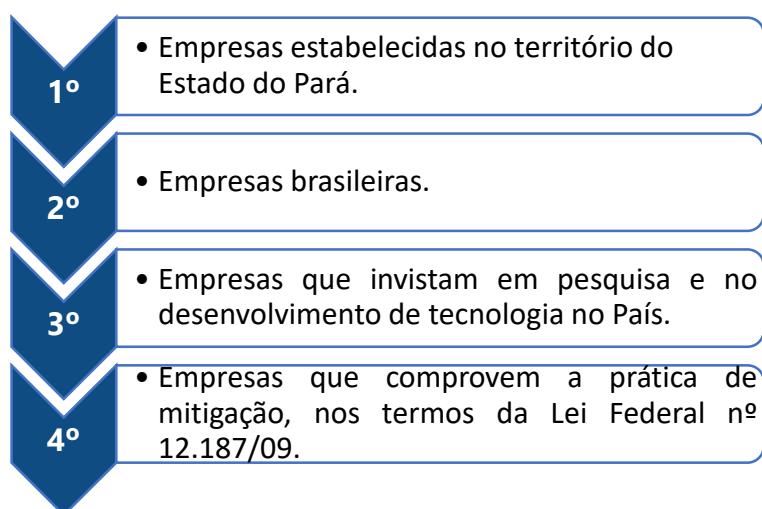 1º
• Empresas estabelecidas no território do
Estado do Pará.
2º
• Empresas brasileiras.
3º
• Empresas que invistam em pesquisa e no
desenvolvimento de tecnologia no País.
4º
• Empresas que comprovem a prática de
mitigação, nos termos da Lei Federal nº
12.187/09.